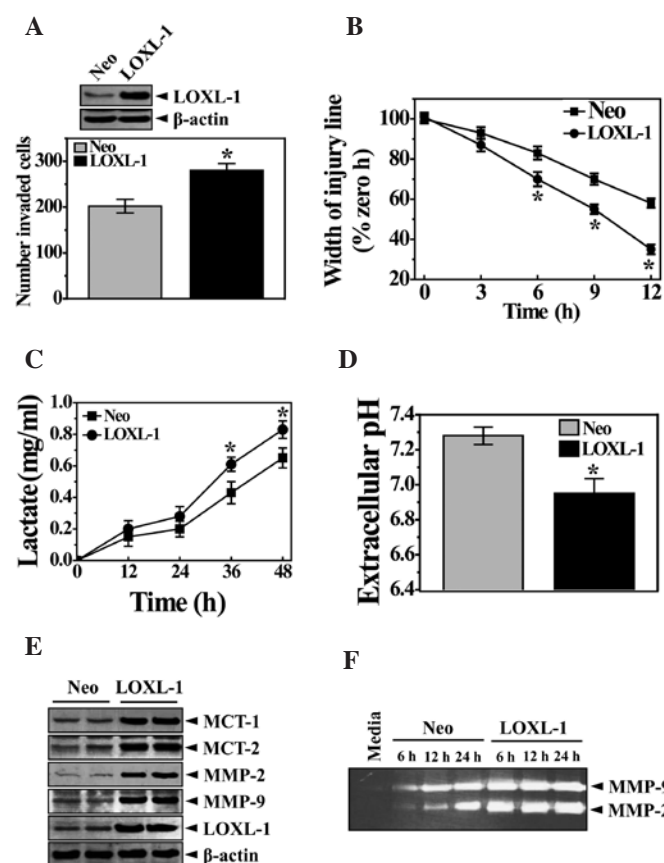 A
Neo
LOXL-1
LOXL-1
β-actin
Number invaded cells
300
200
100
0
Neo
LOXL-1
*
B
Width of injury line
(% zero h)
100
80
60
40
20
Neo
LOXL-1
*
*
*
0 3 6 9 12
Time (h)
C
Lactate (mg/ml)
1.0
0.8
0.6
0.4
0.2
0.0
Neo
LOXL-1
*
*
0 12 24 36 48
Time (h)
D
Extracellular pH
7.4
7.2
7.0
6.8
6.6
6.4
Neo
LOXL-1
*
E
Neo LOXL-1
MCT-1
MCT-2
MMP-2
MMP-9
LOXL-1
β-actin
F
Media
Neo LOXL-1
6 h 12 h 24 h 6 h 12 h 24 h
MMP-9
MMP-2